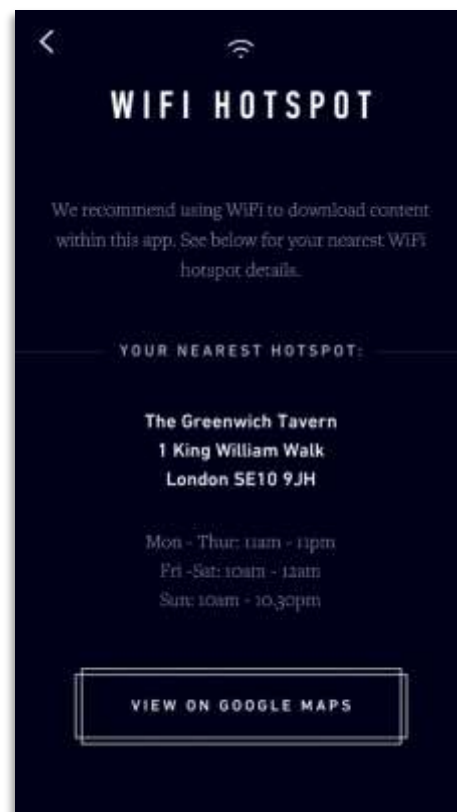 WIFI HOTSPOT
We recommend using WiFi to download content
within this app. See below for your nearest WiFi
hotspot details.
YOUR NEAREST HOTSPOT:
The Greenwich Tavern
1 King William Walk
London SE10 9JH
Mon - Thur: 11am - 11pm
Fri -Sat: 10am - 12am
Sun: 10am - 10.30pm
VIEW ON GOOGLE MAPS